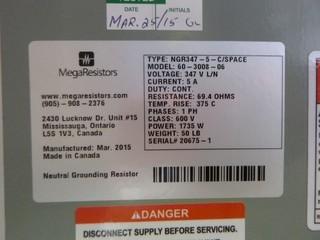 TESTED
DATE INITIALS
MAR. 25/15
MegaResistors
megaresistors.com
(905)-908-2376
2430 Lucknow Dr. Unit #15
Mississauga, Ontario
L5S 1V3, Canada
Manufactured: Mar. 2015
Made in Canada
Neutral Grounding Resistor
TYPE: NGR347-5-C/SPACE
MODEL: 60-3008-06
VOLTAGE: 347 V L/N
CURRENT: 5 A
DUTY: CONT.
RESISTANCE: 69.4 OHMS
TEMP. RISE: 375 C
PHASES: 1 PH
CLASS: 600 V
POWER: 1735 W
WEIGHT: 50 LB
SERIAL# 20675-1
DANGER
DISCONNECT SUPPLY BEFORE SERVICING.